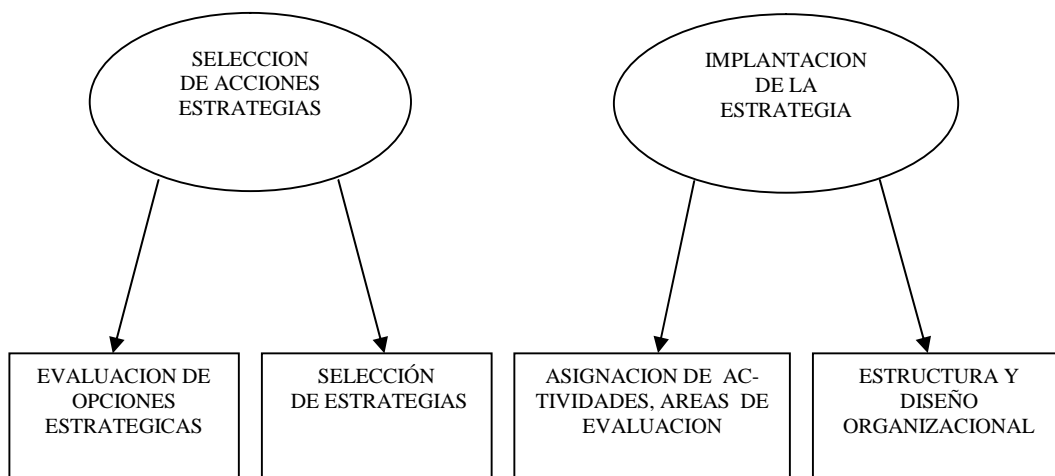 SELECCION
DE ACCIONES
ESTRATEGIAS
IMPLANTACION
DE LA
ESTRATEGIA
EVALUACION DE
OPCIONES
ESTRATEGICAS
SELECCIÓN
DE ESTRATEGIAS
ASIGNACION DE AC-
TIVIDADES, AREAS DE
EVALUACION
ESTRUCTURA Y
DISEÑO
ORGANIZACIONAL